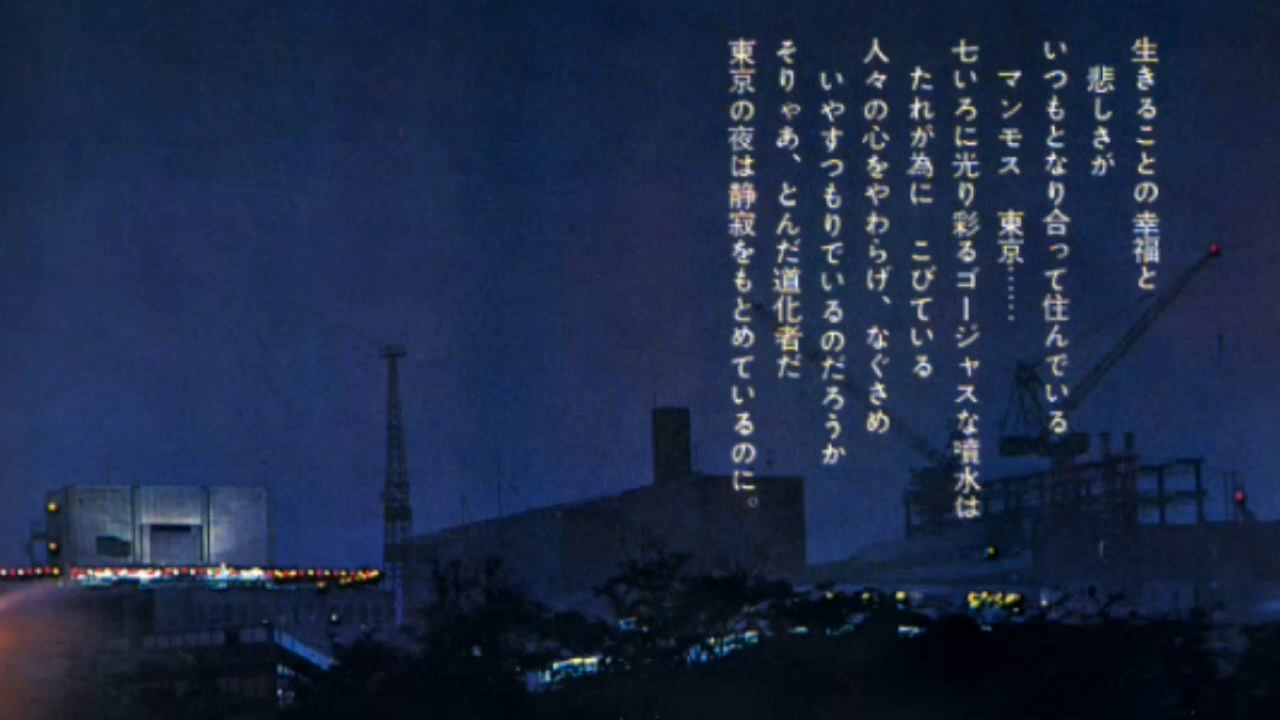 生きることの幸福と
悲しさが
いつもとなり合って住んでいる
マンモス　東京……
七いろに光り彩るゴージャスな噴水は
たれが為に　こびている
人々の心をやわらげ、なぐさめ
いやすつもりでいるのだろうか
そりゃあ、とんだ道化者だ
東京の夜は静寂をもとめているのに。